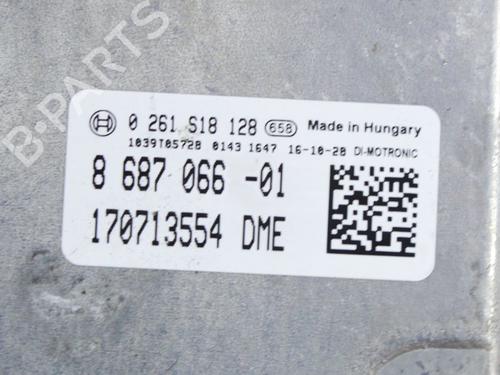 B-PARTS
0 261 S18 128 658 Made in Hungary
1039T05728 0143 1647 16-10-28 DI-MOTRONIC
8 687 066 -01
170713554 DME